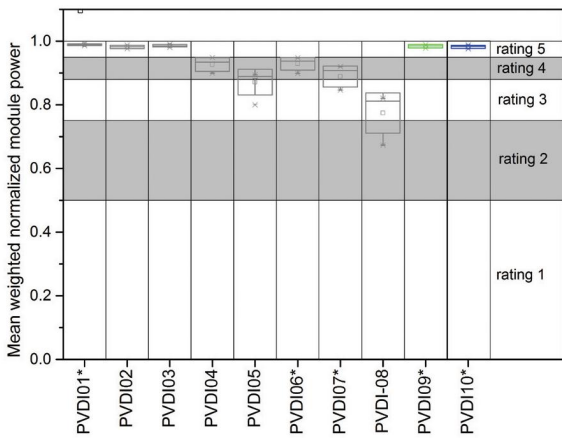 Mean weighted normalized module power
1.0
0.8
0.6
0.4
0.2
0.0
rating 5
rating 4
rating 3
rating 2
rating 1
PVDI01*
PVDI02
PVDI03
PVDI04
PVDI05
PVDI06*
PVDI07*
PVDI-08
PVDI09*
PVDI10*